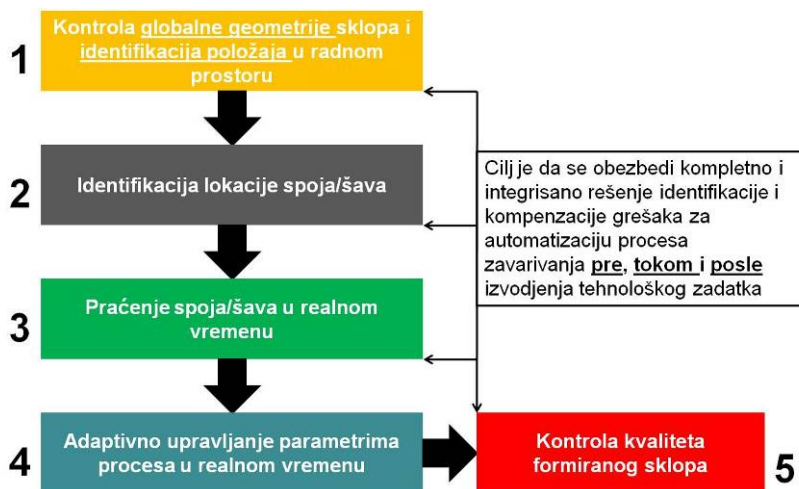 1
Kontrola globalne geometrije sklopa i
identifikacija položaja u radnom
prostoru
2
Identifikacija lokacije spoja/šava
Cilj je da se obezbedi kompletno i
integrisano rešenje identifikacije i
kompenzacije grešaka za
automatizaciju procesa
zavarivanja pre, tokom i posle
izvodjenja tehnološkog zadatka
3
Praćenje spoja/šava u realnom
vremenu
4
Adaptivno upravljanje parametrima
procesa u realnom vremenu
Kontrola kvaliteta
formiranog sklopa
5